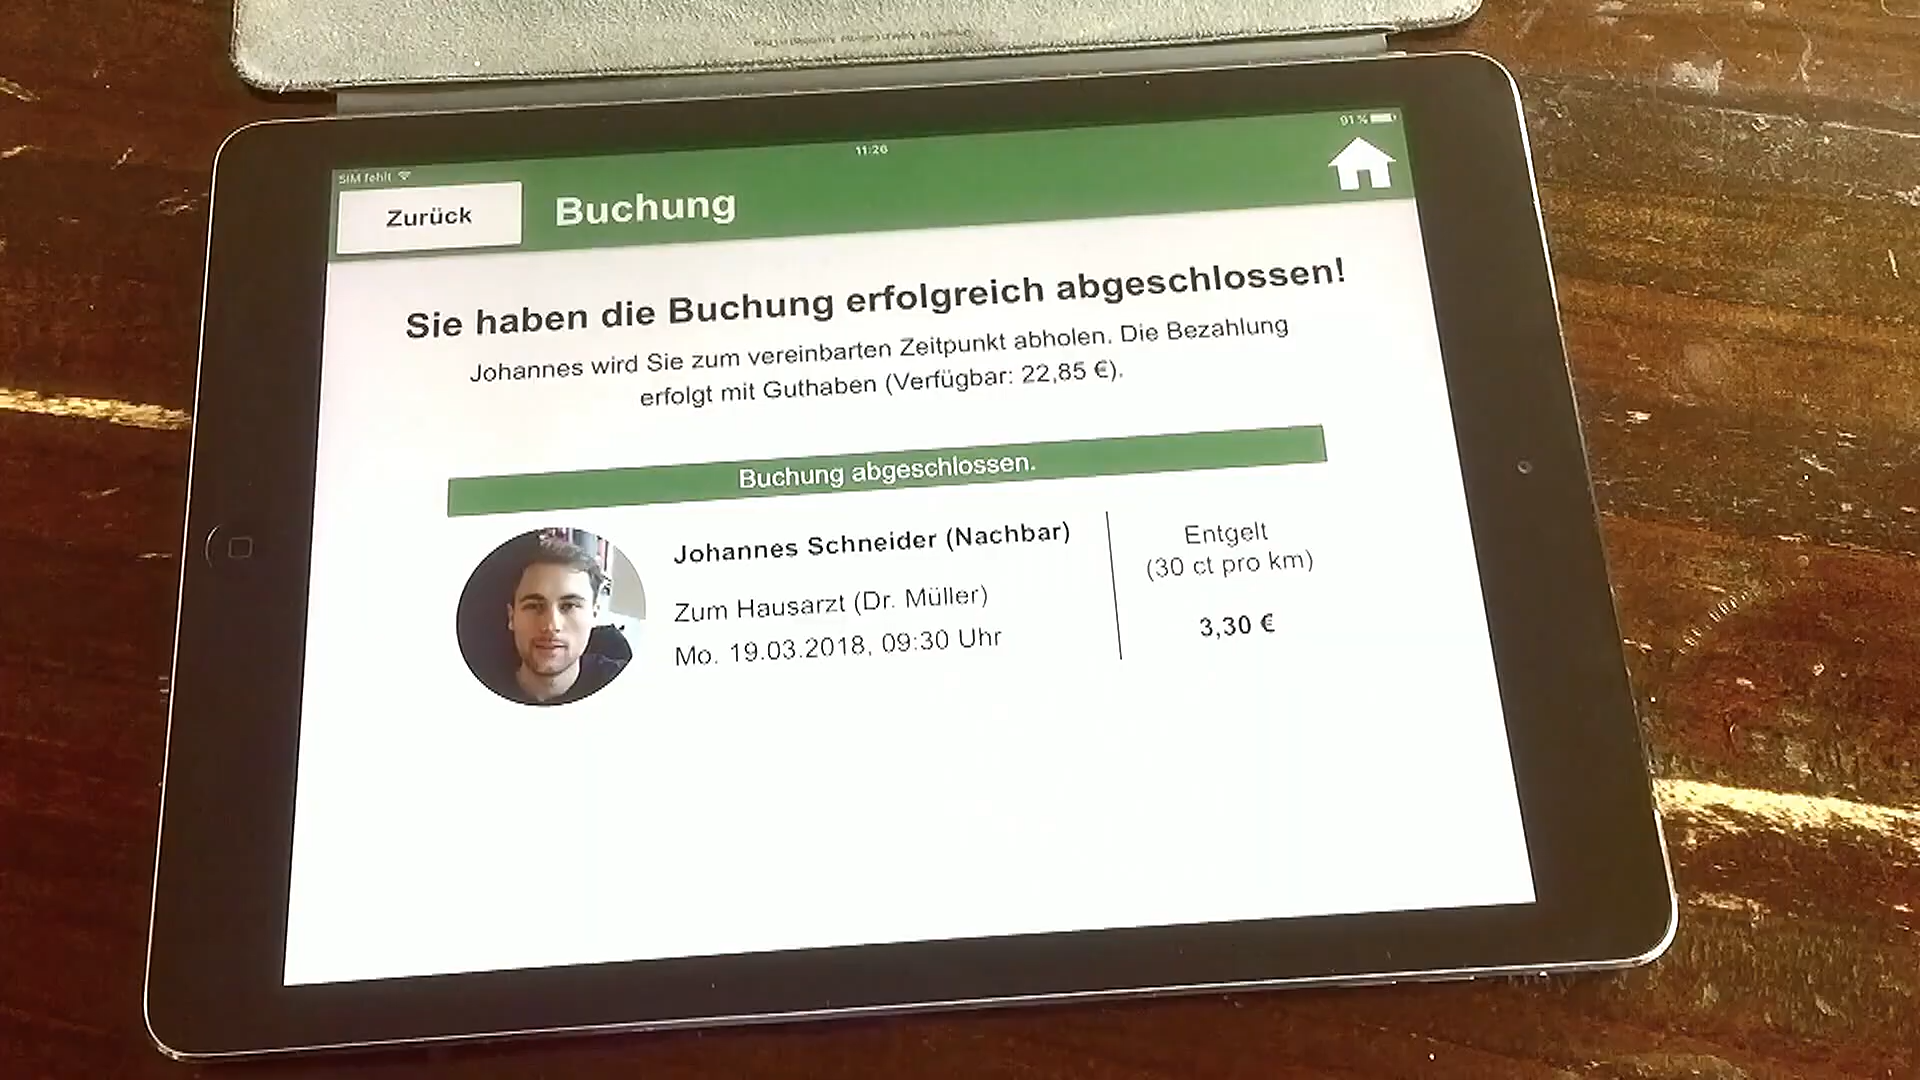 SIM fehlt
11:26
91 %
Zurück
Buchung
Sie haben die Buchung erfolgreich abgeschlossen!
Johannes wird Sie zum vereinbarten Zeitpunkt abholen. Die Bezahlung
erfolgt mit Guthaben (Verfügbar: 22,85 €).
Buchung abgeschlossen.
Johannes Schneider (Nachbar)
Zum Hausarzt (Dr. Müller)
Mo. 19.03.2018, 09:30 Uhr
Entgelt
(30 ct pro km)
3,30 €